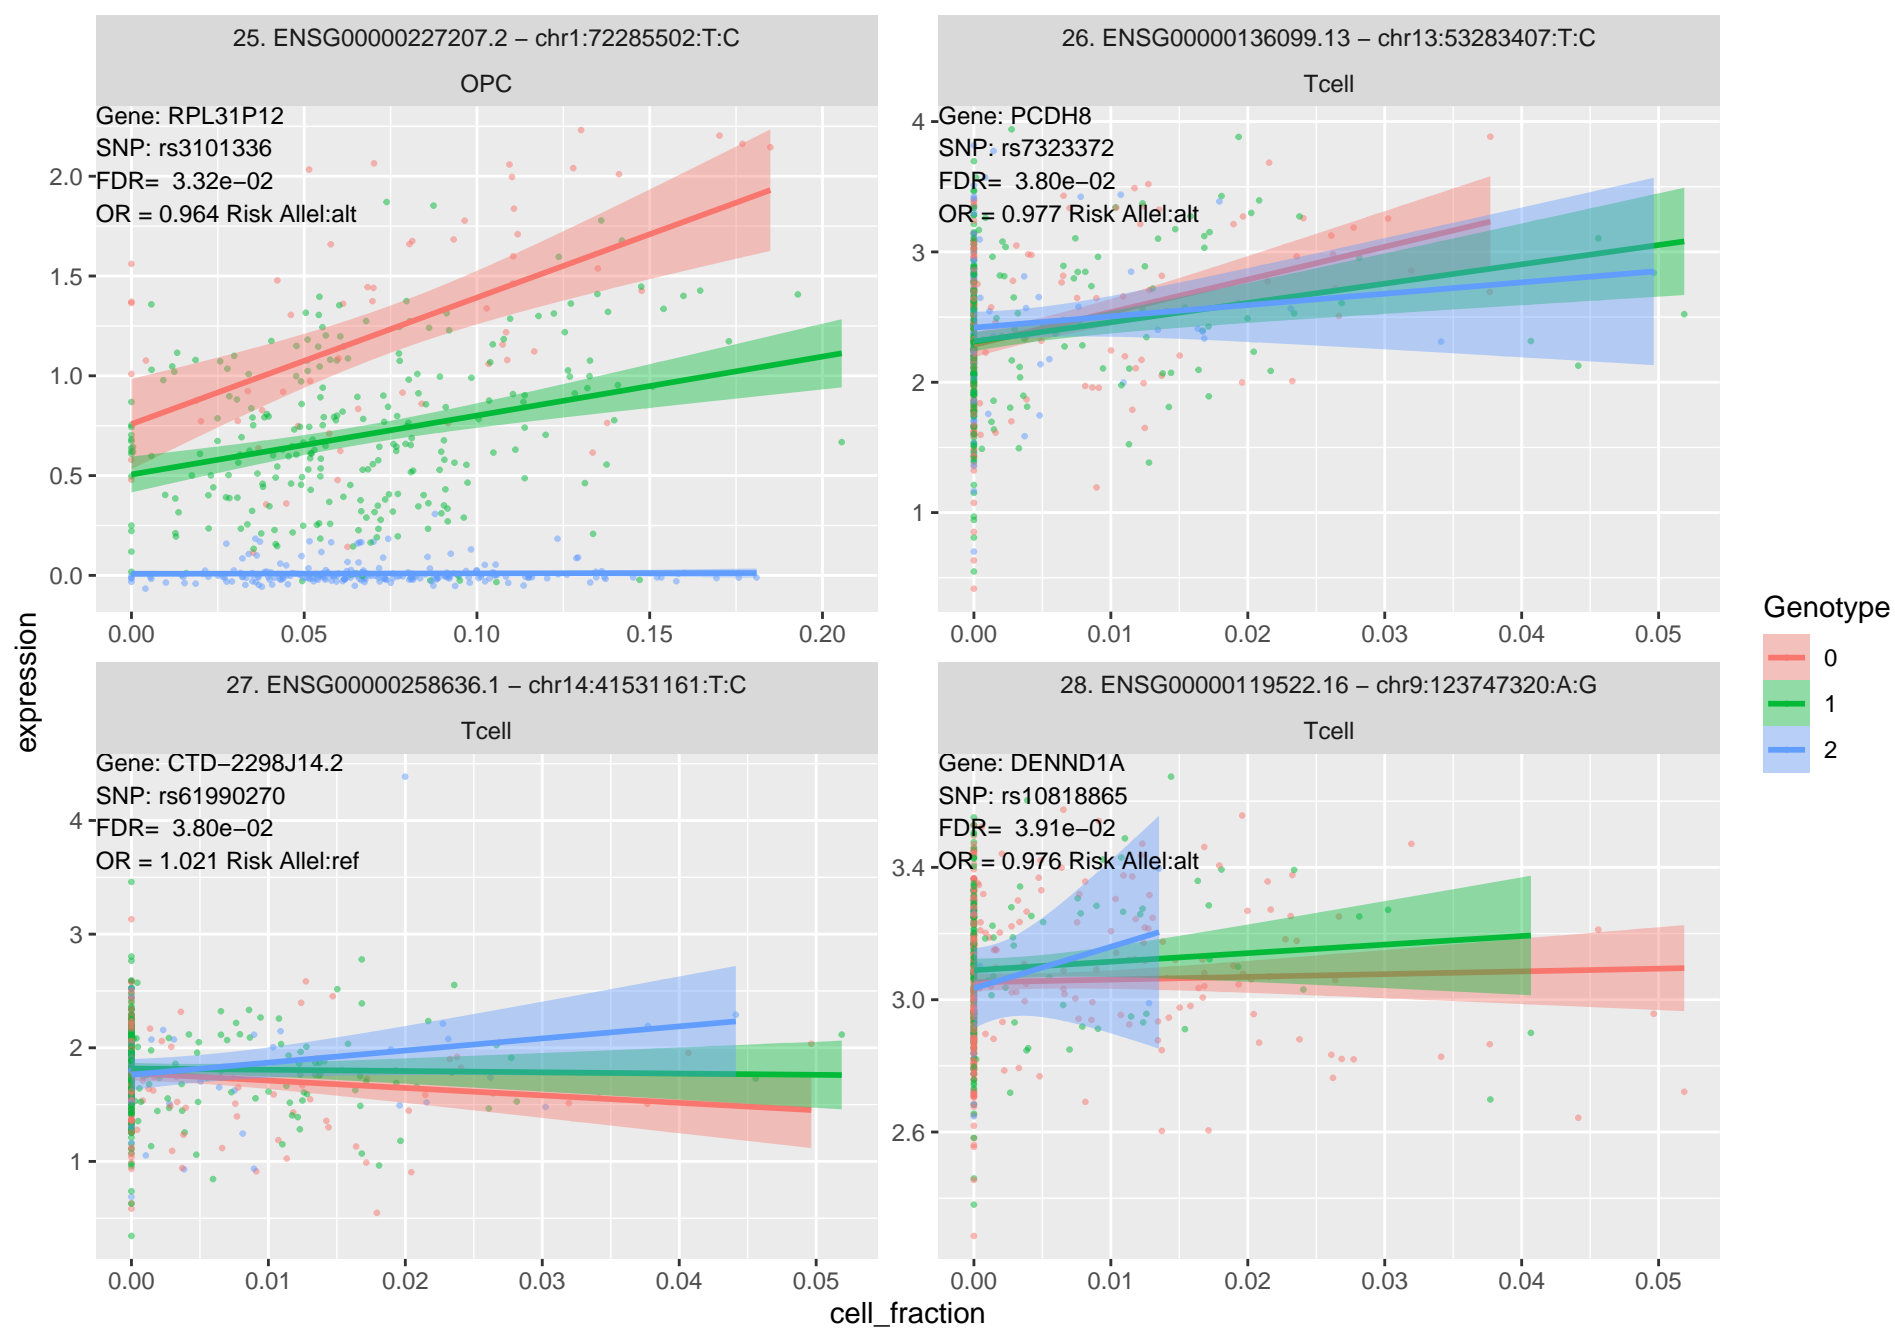 25. ENSG00000227207.2 – chr1:72285502:T:C
OPC
Gene: RPL31P12
SNP: rs3101336
FDR= 3.32e−02
OR = 0.964 Risk Allel:alt
2.0
1.5
1.0
0.5
0.0
0.00 0.05 0.10 0.15 0.20
26. ENSG00000136099.13 – chr13:53283407:T:C
Tcell
Gene: PCDH8
SNP: rs7323372
FDR= 3.80e−02
OR = 0.977 Risk Allel:alt
4
3
2
1
0.00 0.01 0.02 0.03 0.04 0.05
27. ENSG00000258636.1 – chr14:41531161:T:C
Tcell
Gene: CTD−2298J14.2
SNP: rs61990270
FDR= 3.80e−02
OR = 1.021 Risk Allel:ref
4
3
2
1
0.00 0.01 0.02 0.03 0.04 0.05
28. ENSG00000119522.16 – chr9:123747320:A:G
Tcell
Gene: DENND1A
SNP: rs10818865
FDR= 3.91e−02
OR = 0.976 Risk Allel:alt
3.4
3.0
2.6
0.00 0.01 0.02 0.03 0.04 0.05
expression
cell_fraction
Genotype
0
1
2